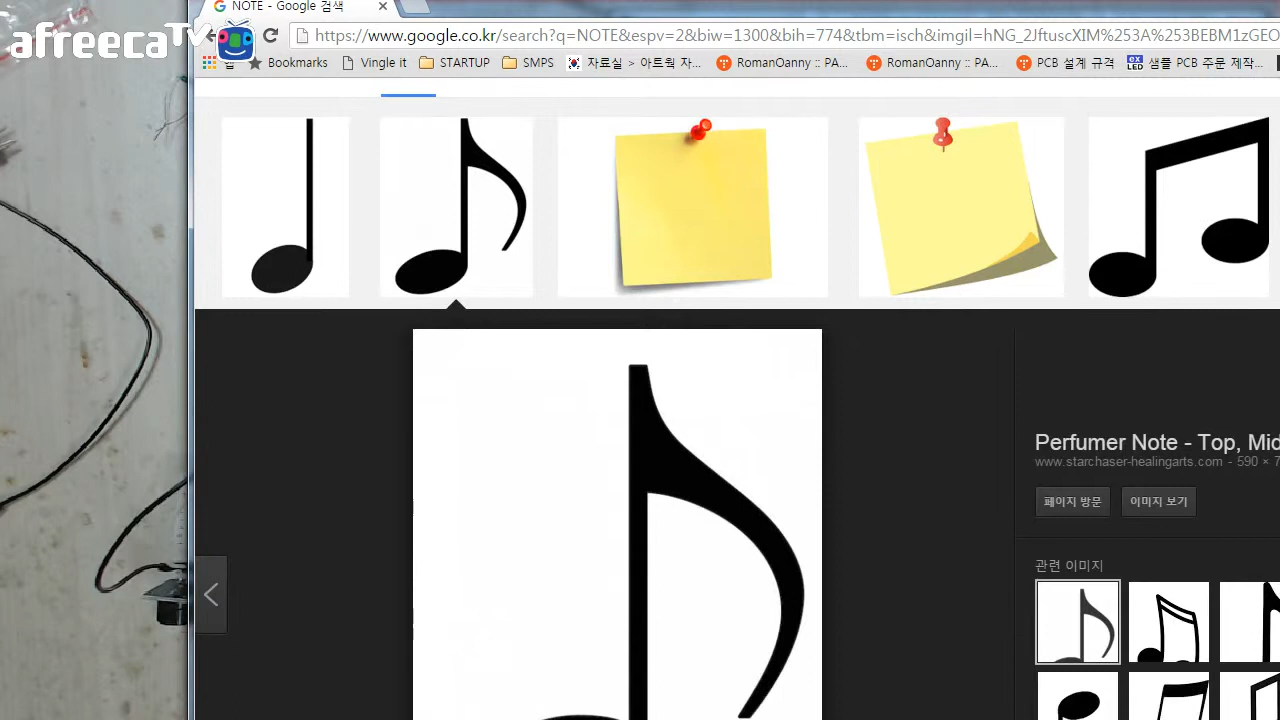 NOTE - Google 검색
afreecaTV
https://www.google.co.kr/search?q=NOTE&espv=2&biw=1300&bih=774&tbm=isch&imgil=hNG_2JftuscXIM%253A%253BEBM1zGEO
앱 Bookmarks Vingle it STARTUP SMPS 자료실 > 아트웍 자... RomanOanny :: PA... RomanOanny :: PA... PCB 설계 규격 ex LED 샘플 PCB 주문 제작...
Perfumer Note - Top, Mid
www.starchaser-healingarts.com - 590 × 7
페이지 방문 이미지 보기
관련 이미지